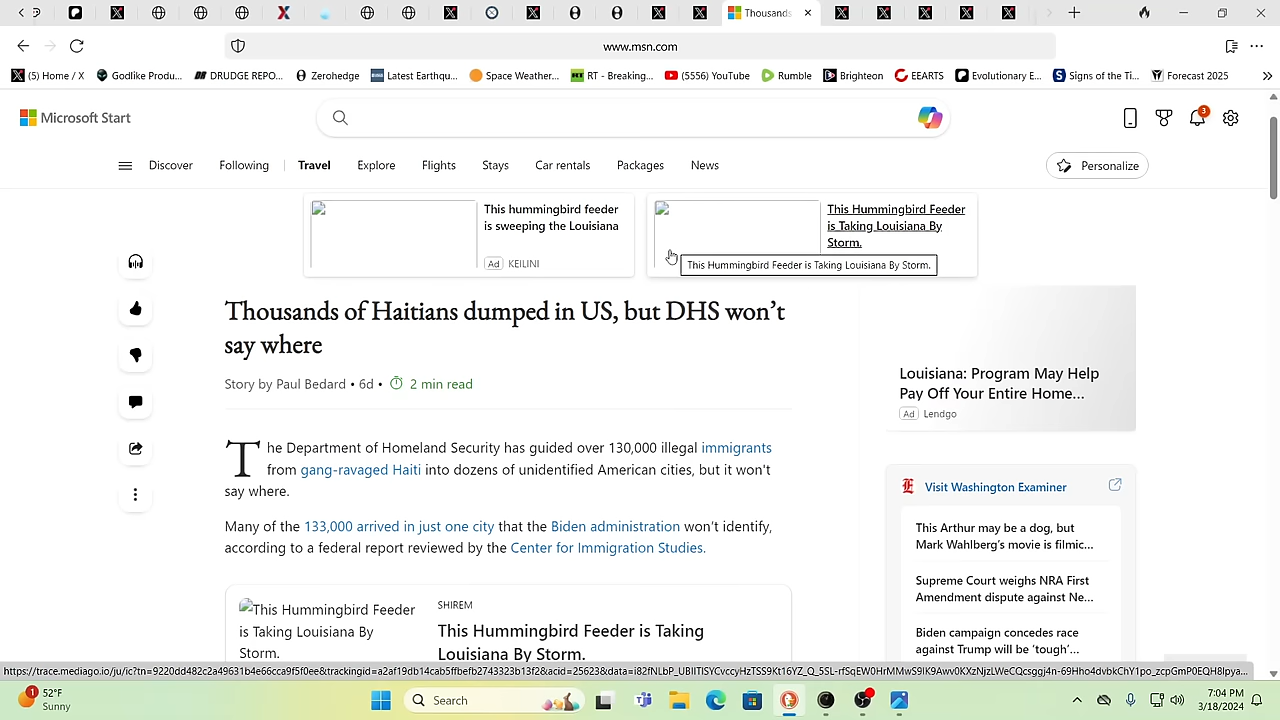 www.msn.com
(5) Home / X
Godlike Produ...
DRUDGE REPO...
Zerohedge
Latest Earthqu...
Space Weather...
RT - Breaking...
(5556) YouTube
Rumble
Brighteon
EEARTS
Evolutionary E...
Signs of the Ti...
Forecast 2025
Thousands
Microsoft Start
3
Discover
Following
Travel
Explore
Flights
Stays
Car rentals
Packages
News
Personalize
This hummingbird feeder
is sweeping the Louisiana
Ad KEILINI
This Hummingbird Feeder
is Taking Louisiana By
Storm.
This Hummingbird Feeder is Taking Louisiana By Storm.
Thousands of Haitians dumped in US, but DHS won’t
say where
Story by Paul Bedard • 6d • 2 min read
The Department of Homeland Security has guided over 130,000 illegal immigrants
from gang-ravaged Haiti into dozens of unidentified American cities, but it won't
say where.
Many of the 133,000 arrived in just one city that the Biden administration won’t identify,
according to a federal report reviewed by the Center for Immigration Studies.
This Hummingbird Feeder
is Taking Louisiana By
Storm.
SHIREM
This Hummingbird Feeder is Taking
Louisiana By Storm.
Louisiana: Program May Help
Pay Off Your Entire Home...
Ad Lendgo
Visit Washington Examiner
This Arthur may be a dog, but
Mark Wahlberg’s movie is filmic...
Supreme Court weighs NRA First
Amendment dispute against Ne...
Biden campaign concedes race
against Trump will be ‘tough’...
1
52°F
Sunny
Search
7:04 PM
3/18/2024